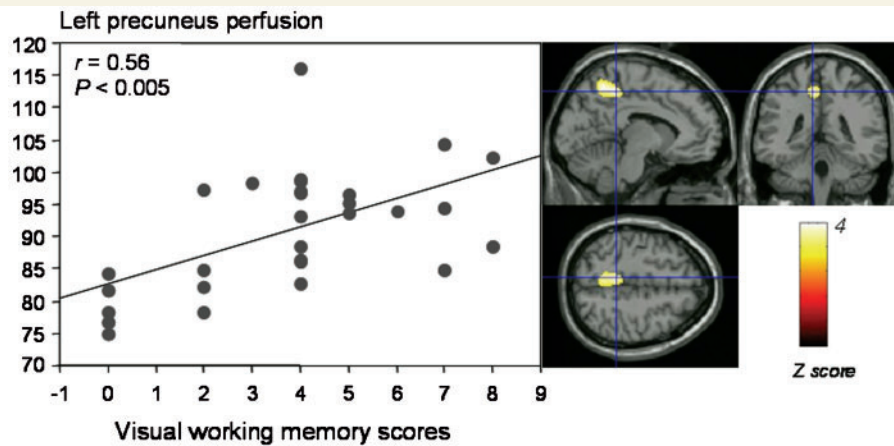 Left precuneus perfusion
120
115
110
105
100
95
90
85
80
75
70
r = 0.56
P < 0.005
-1 0 1 2 3 4 5 6 7 8 9
Visual working memory scores
4
Z score